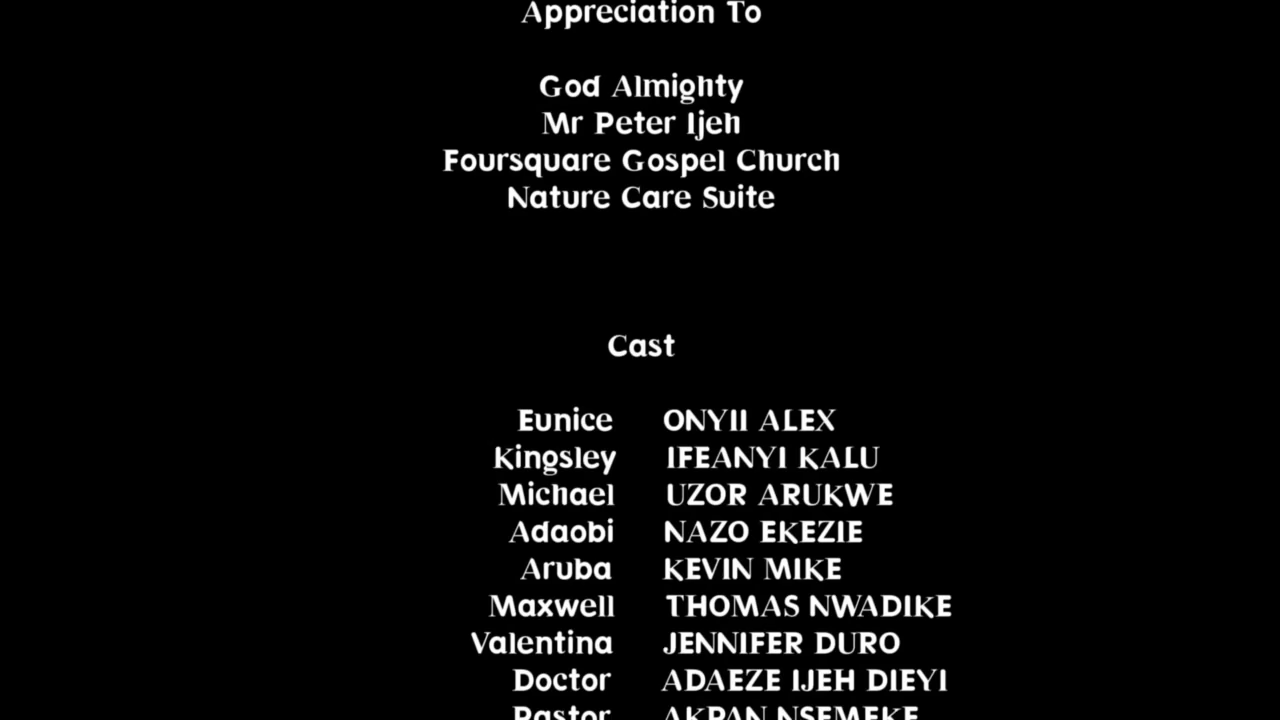 Appreciation To
God Almighty
Mr Peter Ijeh
Foursquare Gospel Church
Nature Care Suite
Cast
Eunice ONYII ALEX
Kingsley IFEANYI KALU
Michael UZOR ARUKWE
Adaobi NAZO EKEZIE
Aruba KEVIN MIKE
Maxwell THOMAS NWADIKE
Valentina JENNIFER DURO
Doctor ADAEZE IJEH DIEYI
Pastor AKPAN NSEMEKE